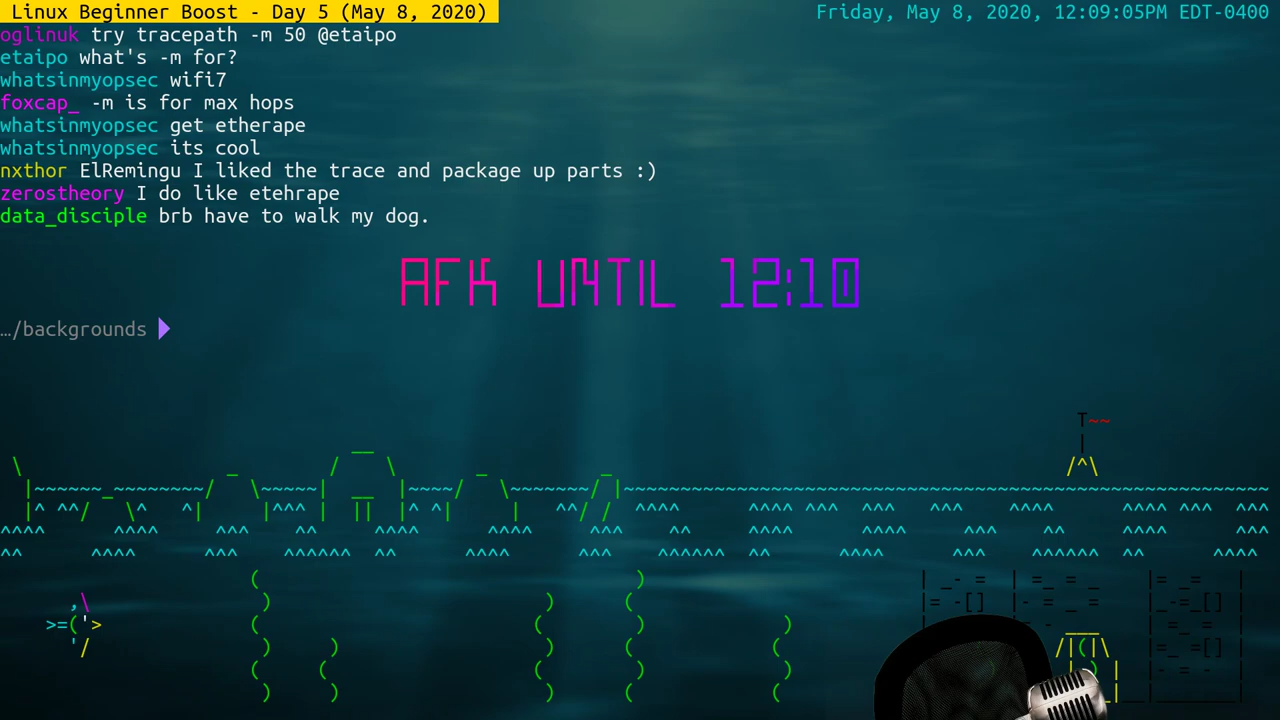 Linux Beginner Boost - Day 5 (May 8, 2020)
Friday, May 8, 2020, 12:09:05PM EDT-0400
oglinuk try tracepath -m 50 @etaipo
etaipo what's -m for?
whatsinmyopsec wifi7
foxcap_ -m is for max hops
whatsinmyopsec get etherape
whatsinmyopsec its cool
nxthor ElRemingu I liked the trace and package up parts :)
zerostheory I do like etehrape
data_disciple brb have to walk my dog.
AFK UNTIL 12:10
…/backgrounds